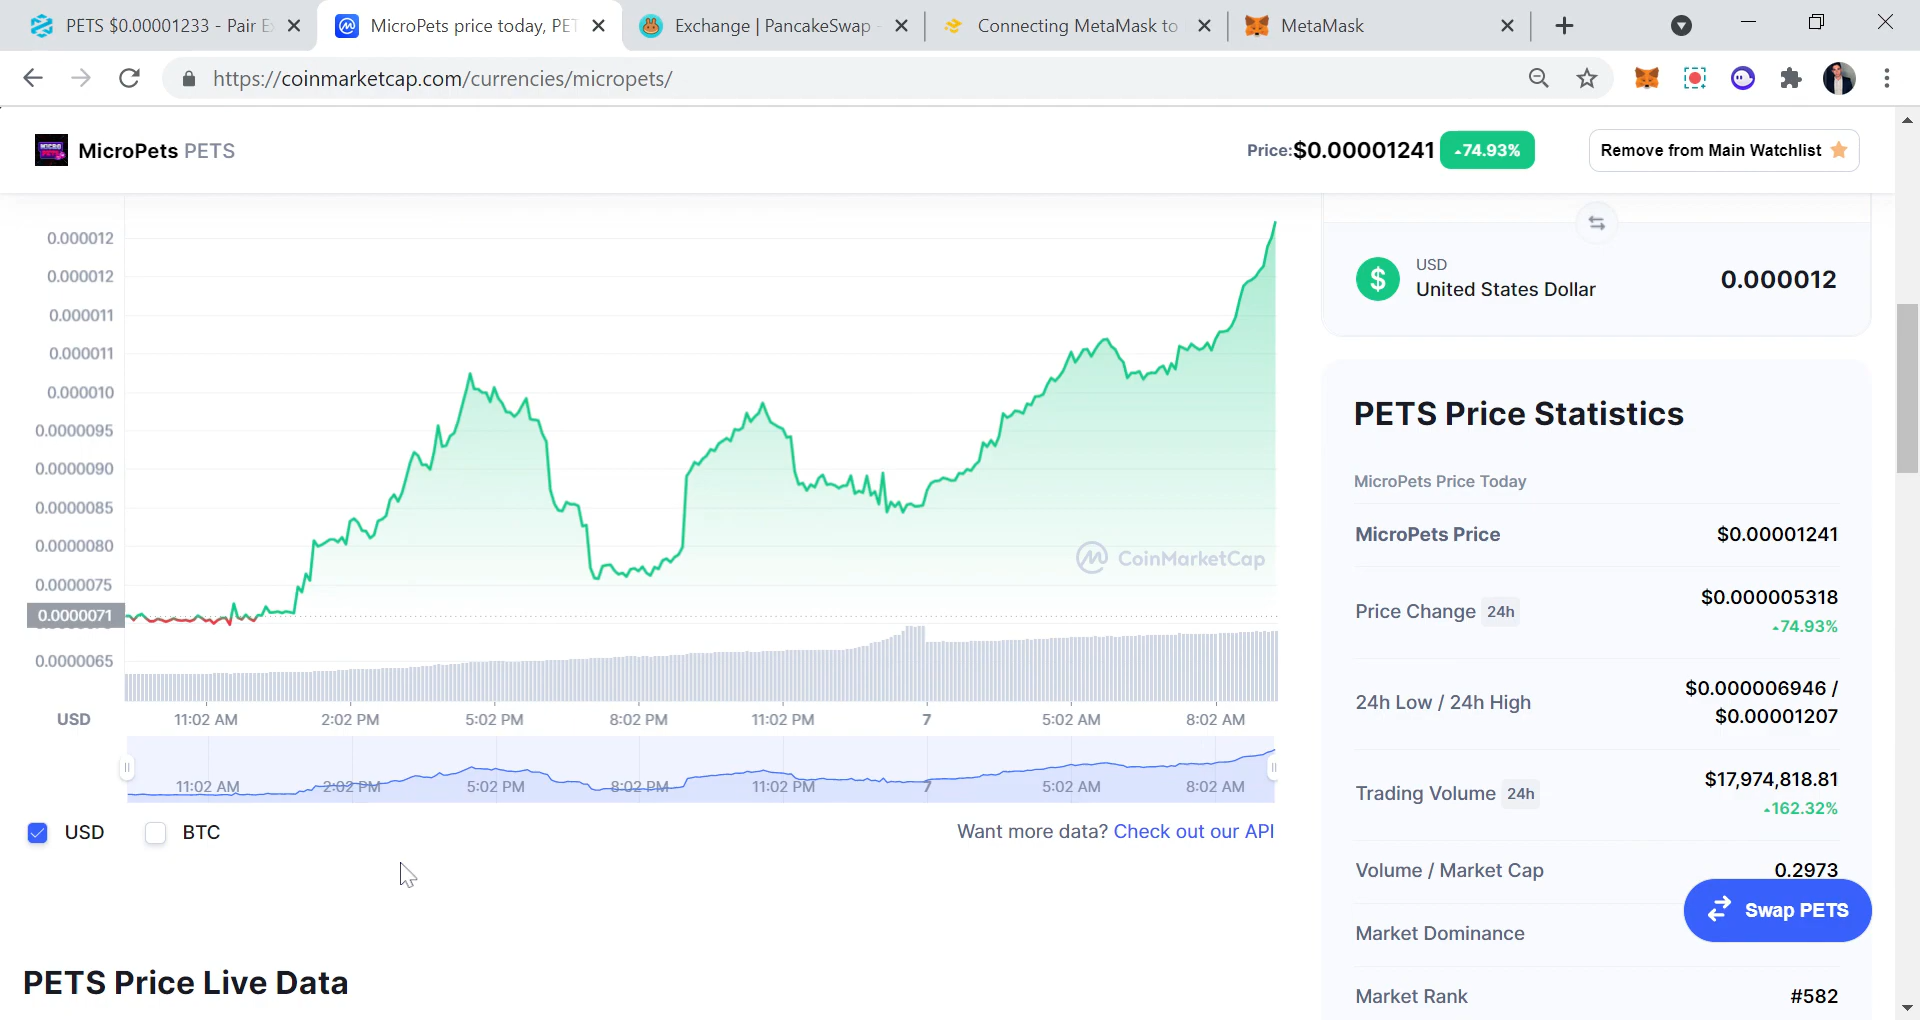 PETS $0.00001233 - Pair E
MicroPets price today, PET
Exchange | PancakeSwap -
Connecting MetaMask to
MetaMask
https://coinmarketcap.com/currencies/micropets/
MicroPets PETS
Price:$0.00001241
74.93%
Remove from Main Watchlist
0.000012
0.000012
0.000011
0.000011
0.000010
0.0000095
0.0000090
0.0000085
0.0000080
0.0000075
0.0000071
0.0000065
CoinMarketCap
USD
11:02 AM
2:02 PM
5:02 PM
8:02 PM
11:02 PM
7
5:02 AM
8:02 AM
11:02 AM
2:02 PM
5:02 PM
8:02 PM
11:02 PM
7
5:02 AM
8:02 AM
USD
BTC
Want more data? Check out our API
PETS Price Live Data
$
USD
United States Dollar
0.000012
PETS Price Statistics
MicroPets Price Today
MicroPets Price
$0.00001241
Price Change 24h
$0.000005318
74.93%
24h Low / 24h High
$0.000006946 /
$0.00001207
Trading Volume 24h
$17,974,818.81
162.32%
Volume / Market Cap
0.2973
Swap PETS
Market Dominance
Market Rank
#582